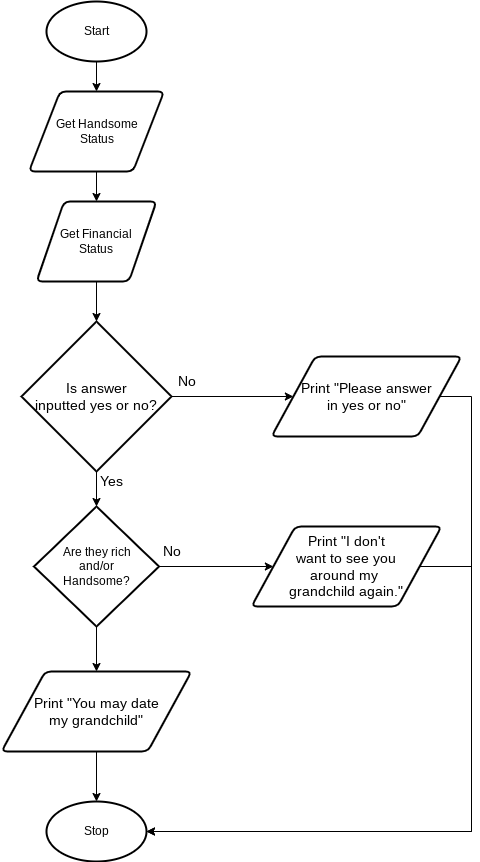 Start
Get Handsome
Status
Get Financial
Status
Is answer
inputted yes or no?
No
Print "Please answer
in yes or no"
Yes
Are they rich
and/or
Handsome?
No
Print "I don't
want to see you
around my
grandchild again."
Print "You may date
my grandchild"
Stop